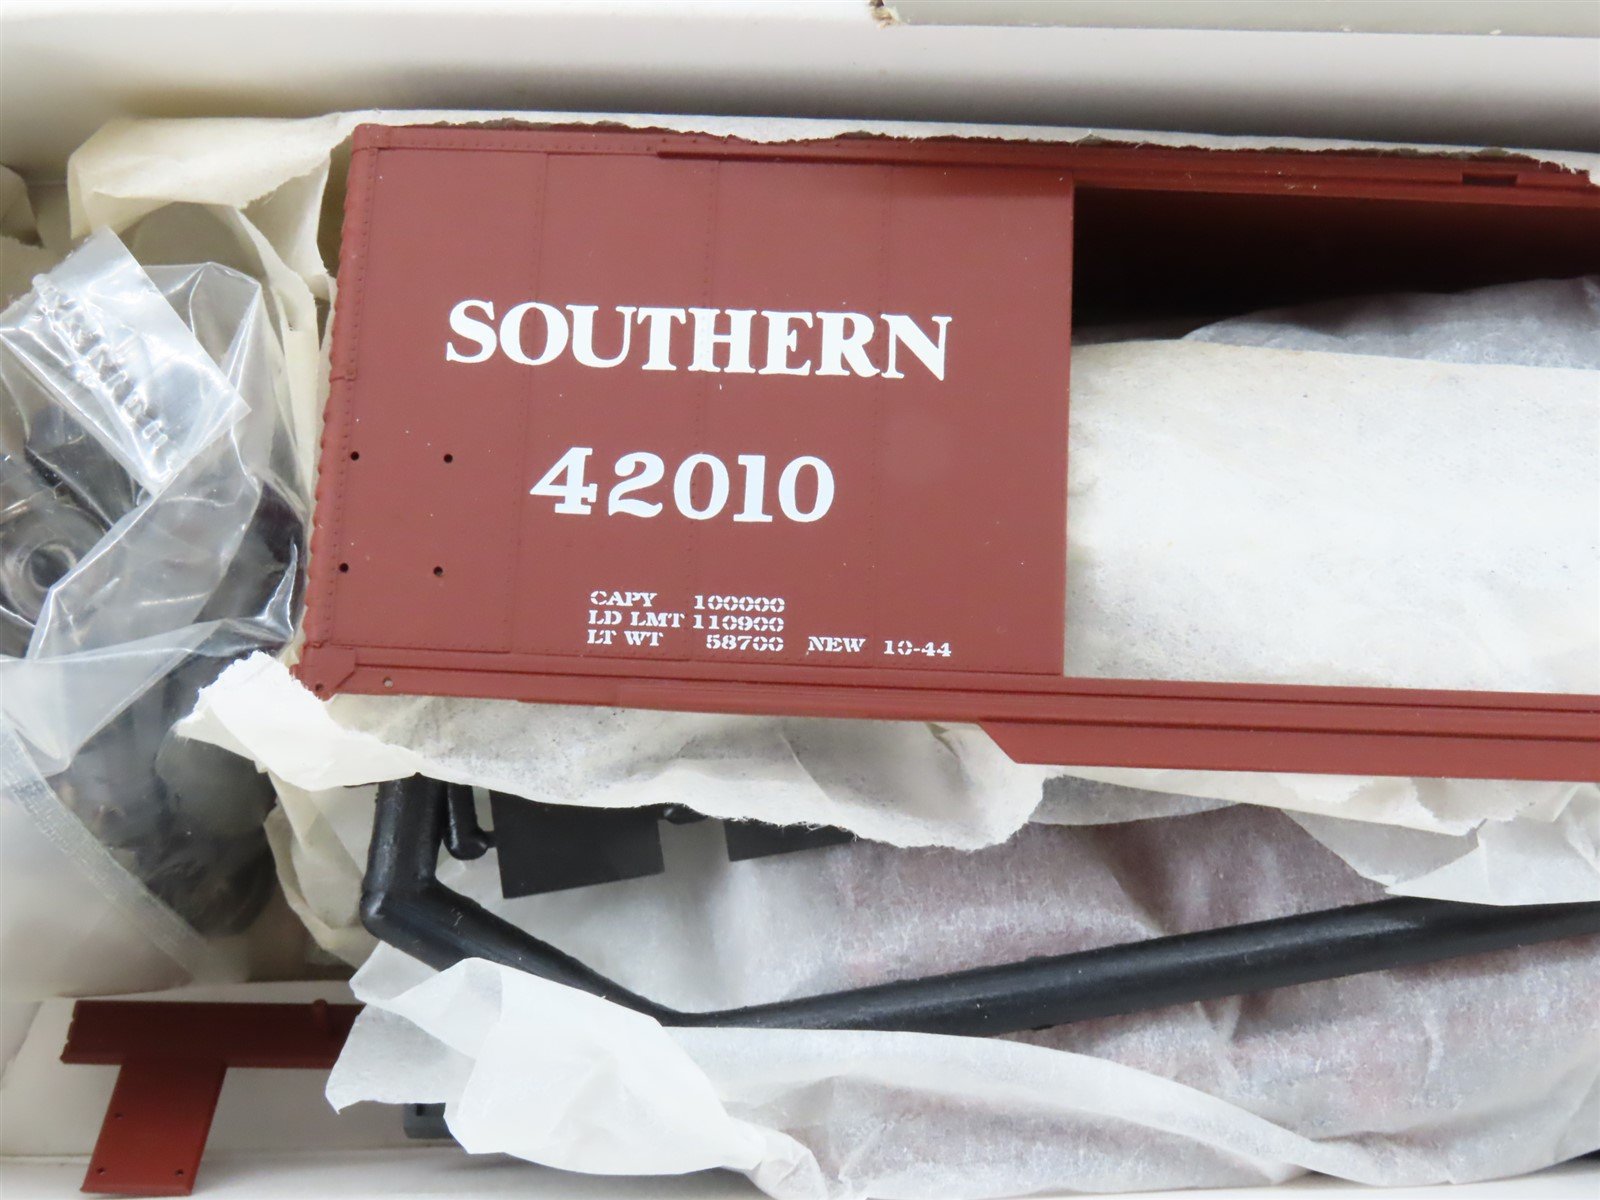 SOUTHERN
42010
CAPY 100000
LD LMT 110900
LT WT 58700 NEW 10-44